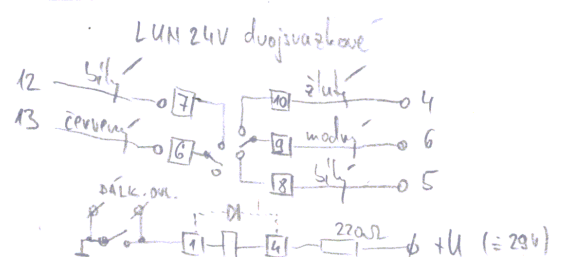 LUN 24V dvojsvazkové
12 bílý 7 10 žlutý 4
13 červený 6 9 modrý 6
8 bílý 5
DÁLK. OVL.
1 4 220Ω +U (= 29V)